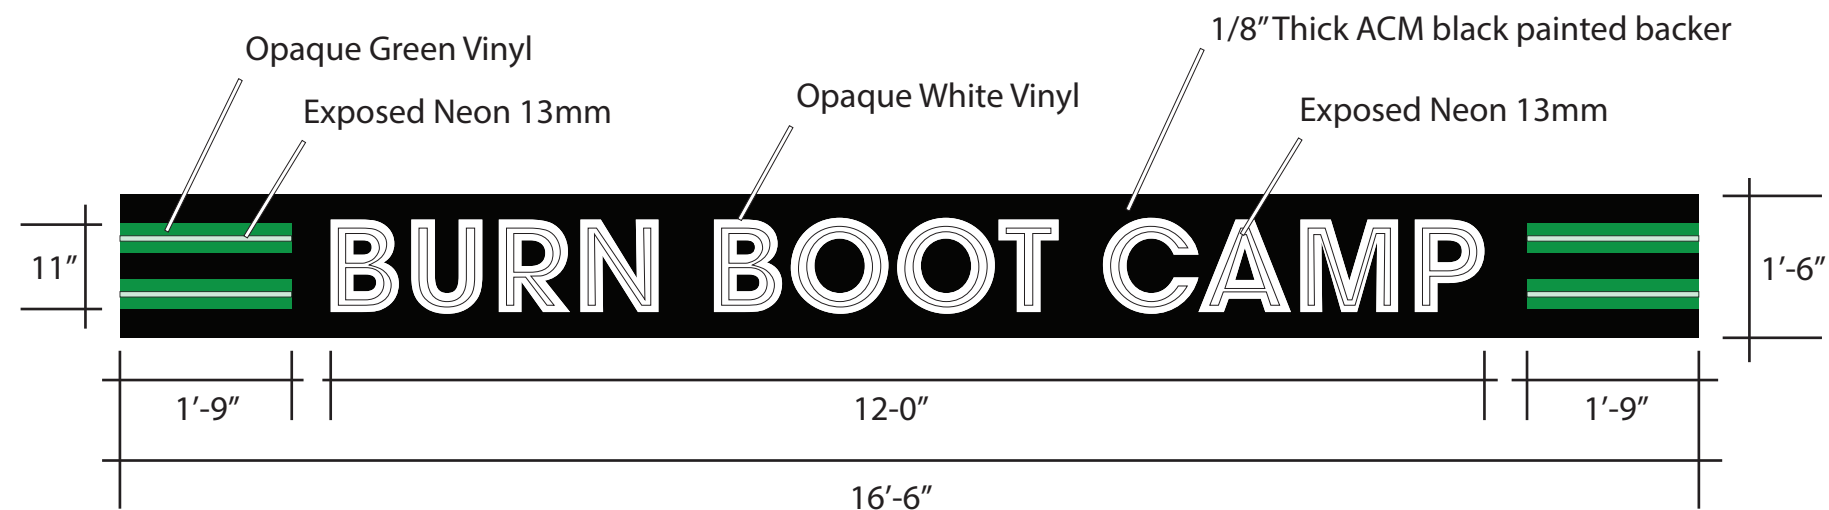 1/8” Thick ACM black painted backer
Opaque Green Vinyl
Opaque White Vinyl
Exposed Neon 13mm
Exposed Neon 13mm
BURN BOOT CAMP
11”
1’-6”
1’-9”
12-0”
1’-9”
16’-6”